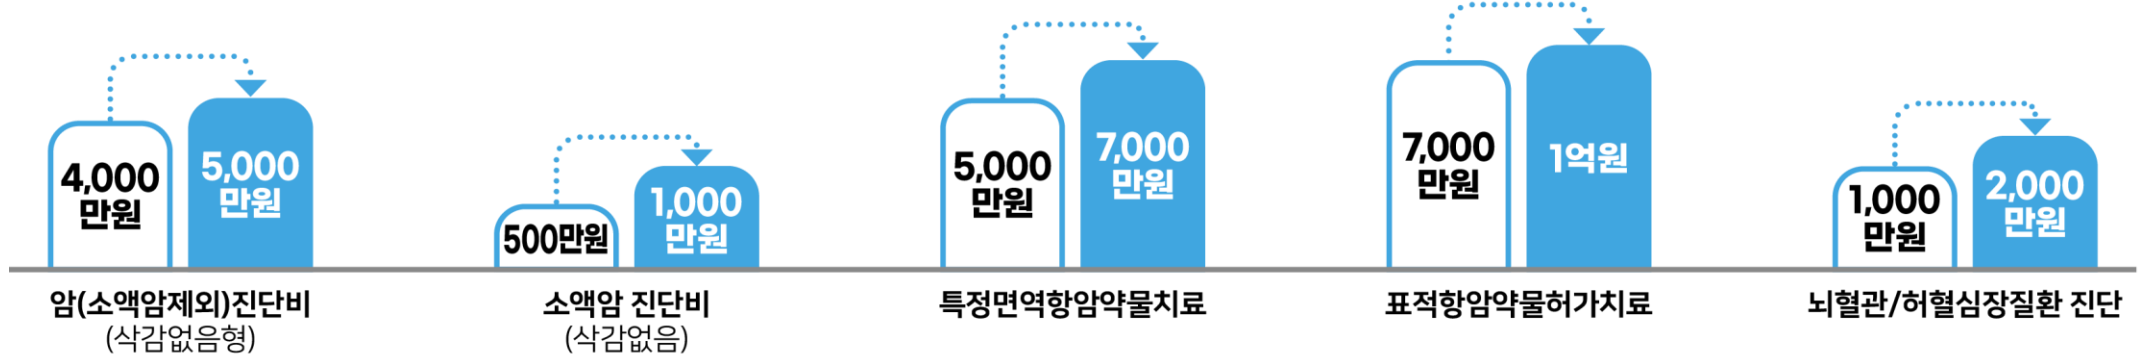 4,000
만원
5,000
만원
암(소액암제외)진단비
(삭감없음형)
500만원
1,000
만원
소액암 진단비
(삭감없음)
5,000
만원
7,000
만원
특정면역항암약물치료
7,000
만원
1억원
표적항암약물허가치료
1,000
만원
2,000
만원
뇌혈관/허혈심장질환 진단